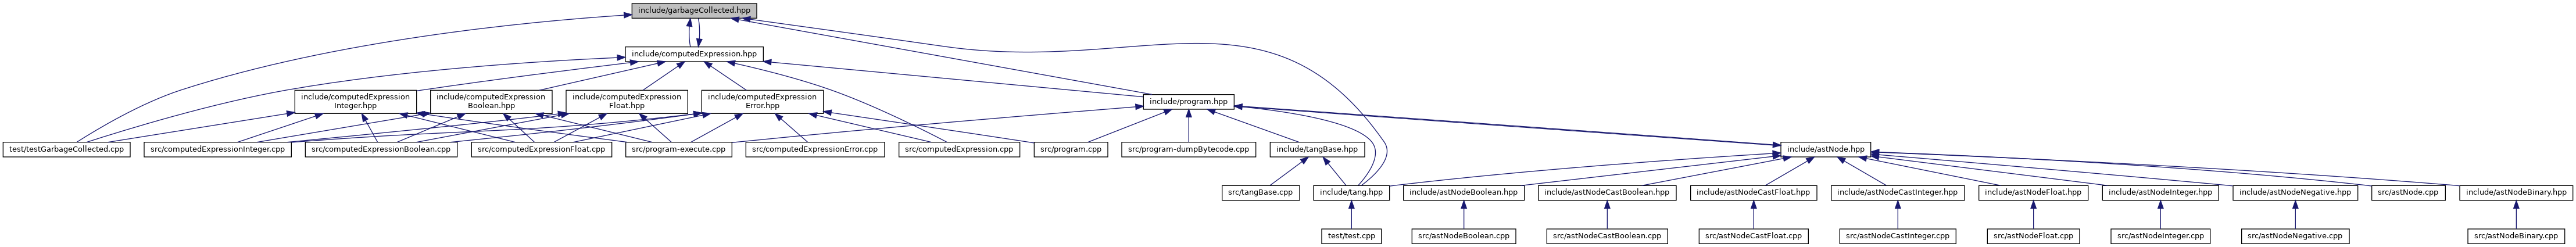 include/garbageCollected.hpp
include/computedExpression.hpp
include/computedExpression
Integer.hpp
include/computedExpression
Boolean.hpp
include/computedExpression
Float.hpp
include/computedExpression
Error.hpp
include/program.hpp
test/testGarbageCollected.cpp
src/computedExpressionInteger.cpp
src/computedExpressionBoolean.cpp
src/computedExpressionFloat.cpp
src/program-execute.cpp
src/computedExpressionError.cpp
src/computedExpression.cpp
src/program.cpp
src/program-dumpBytecode.cpp
include/tangBase.hpp
include/astNode.hpp
src/tangBase.cpp
include/tang.hpp
include/astNodeBoolean.hpp
include/astNodeCastBoolean.hpp
include/astNodeCastFloat.hpp
include/astNodeCastInteger.hpp
include/astNodeFloat.hpp
include/astNodeInteger.hpp
include/astNodeNegative.hpp
src/astNode.cpp
include/astNodeBinary.hpp
test/test.cpp
src/astNodeBoolean.cpp
src/astNodeCastBoolean.cpp
src/astNodeCastFloat.cpp
src/astNodeCastInteger.cpp
src/astNodeFloat.cpp
src/astNodeInteger.cpp
src/astNodeNegative.cpp
src/astNodeBinary.cpp